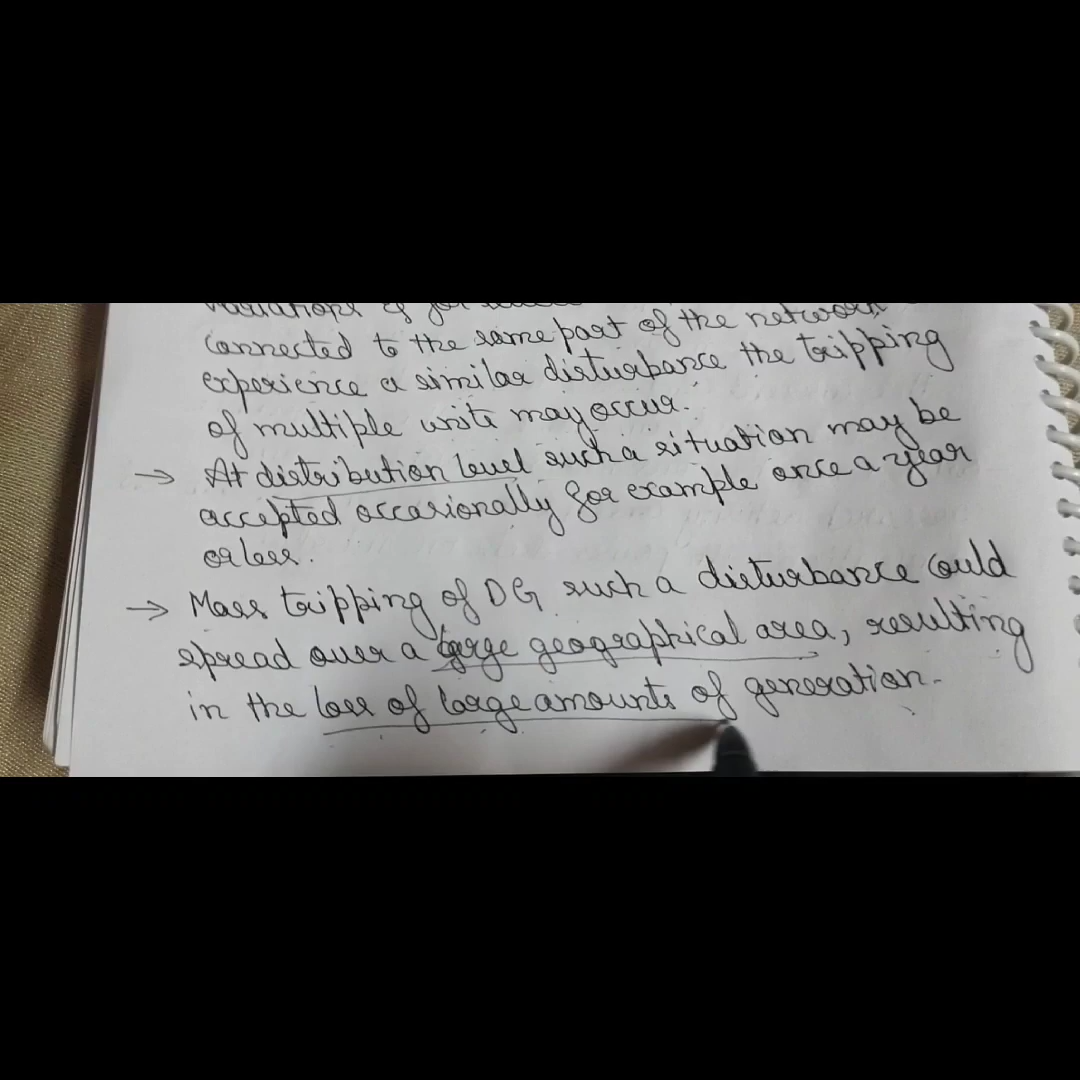 connected to the same part of the network
experience a similar disturbance the tripping
of multiple units may occur.
→ At distribution level such a situation may be
accepted occasionally for example once a year
or less.
→ Mass tripping of DG such a disturbance could
spread over a large geographical area, resulting
in the loss of large amounts of generation.